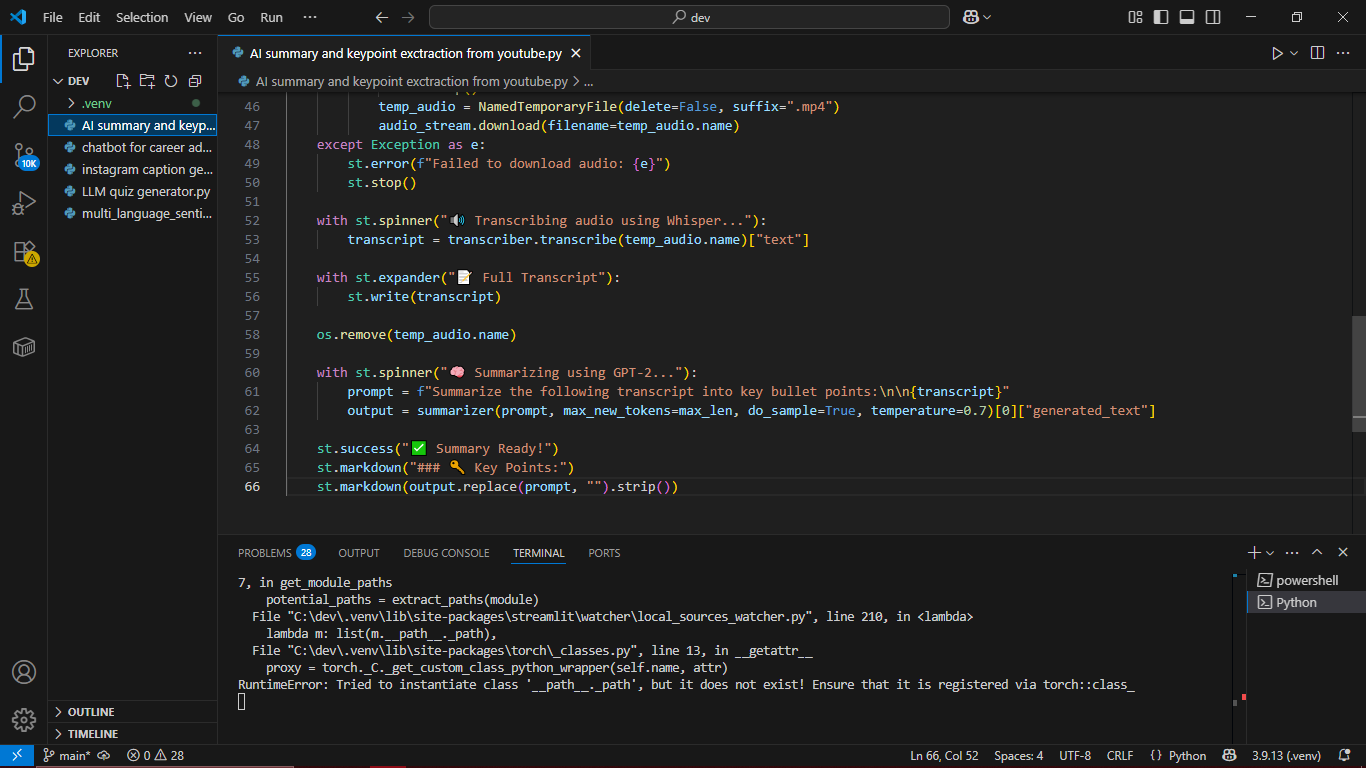 File Edit Selection View Go Run ···
dev
EXPLORER ···
AI summary and keypoint exctraction from youtube.py
DEV
AI summary and keypoint exctraction from youtube.py > ...
.venv
AI summary and keyp...
chatbot for career ad...
instagram caption ge...
LLM quiz generator.py
multi_language_senti...
10K
46 temp_audio = NamedTemporaryFile(delete=False, suffix=".mp4")
47 audio_stream.download(filename=temp_audio.name)
48 except Exception as e:
49 st.error(f"Failed to download audio: {e}")
50 st.stop()
51
52 with st.spinner("🔊 Transcribing audio using Whisper..."):
53 transcript = transcriber.transcribe(temp_audio.name)["text"]
54
55 with st.expander("📝 Full Transcript"):
56 st.write(transcript)
57
58 os.remove(temp_audio.name)
59
60 with st.spinner("🧠 Summarizing using GPT-2..."):
61 prompt = f"Summarize the following transcript into key bullet points:\n\n{transcript}"
62 output = summarizer(prompt, max_new_tokens=max_len, do_sample=True, temperature=0.7)[0]["generated_text"]
63
64 st.success("✅ Summary Ready!")
65 st.markdown("### 🔑 Key Points:")
66 st.markdown(output.replace(prompt, "").strip())
PROBLEMS 28 OUTPUT DEBUG CONSOLE TERMINAL PORTS
7, in get_module_paths
potential_paths = extract_paths(module)
File "C:\dev\.venv\lib\site-packages\streamlit\watcher\local_sources_watcher.py", line 210, in <lambda>
lambda m: list(m.__path__._path),
File "C:\dev\.venv\lib\site-packages\torch\_classes.py", line 13, in __getattr__
proxy = torch._C._get_custom_class_python_wrapper(self.name, attr)
RuntimeError: Tried to instantiate class '__path__._path', but it does not exist! Ensure that it is registered via torch::class_
powershell
Python
OUTLINE
TIMELINE
main* 0 28 Ln 66, Col 52 Spaces: 4 UTF-8 CRLF {} Python 3.9.13 (.venv)